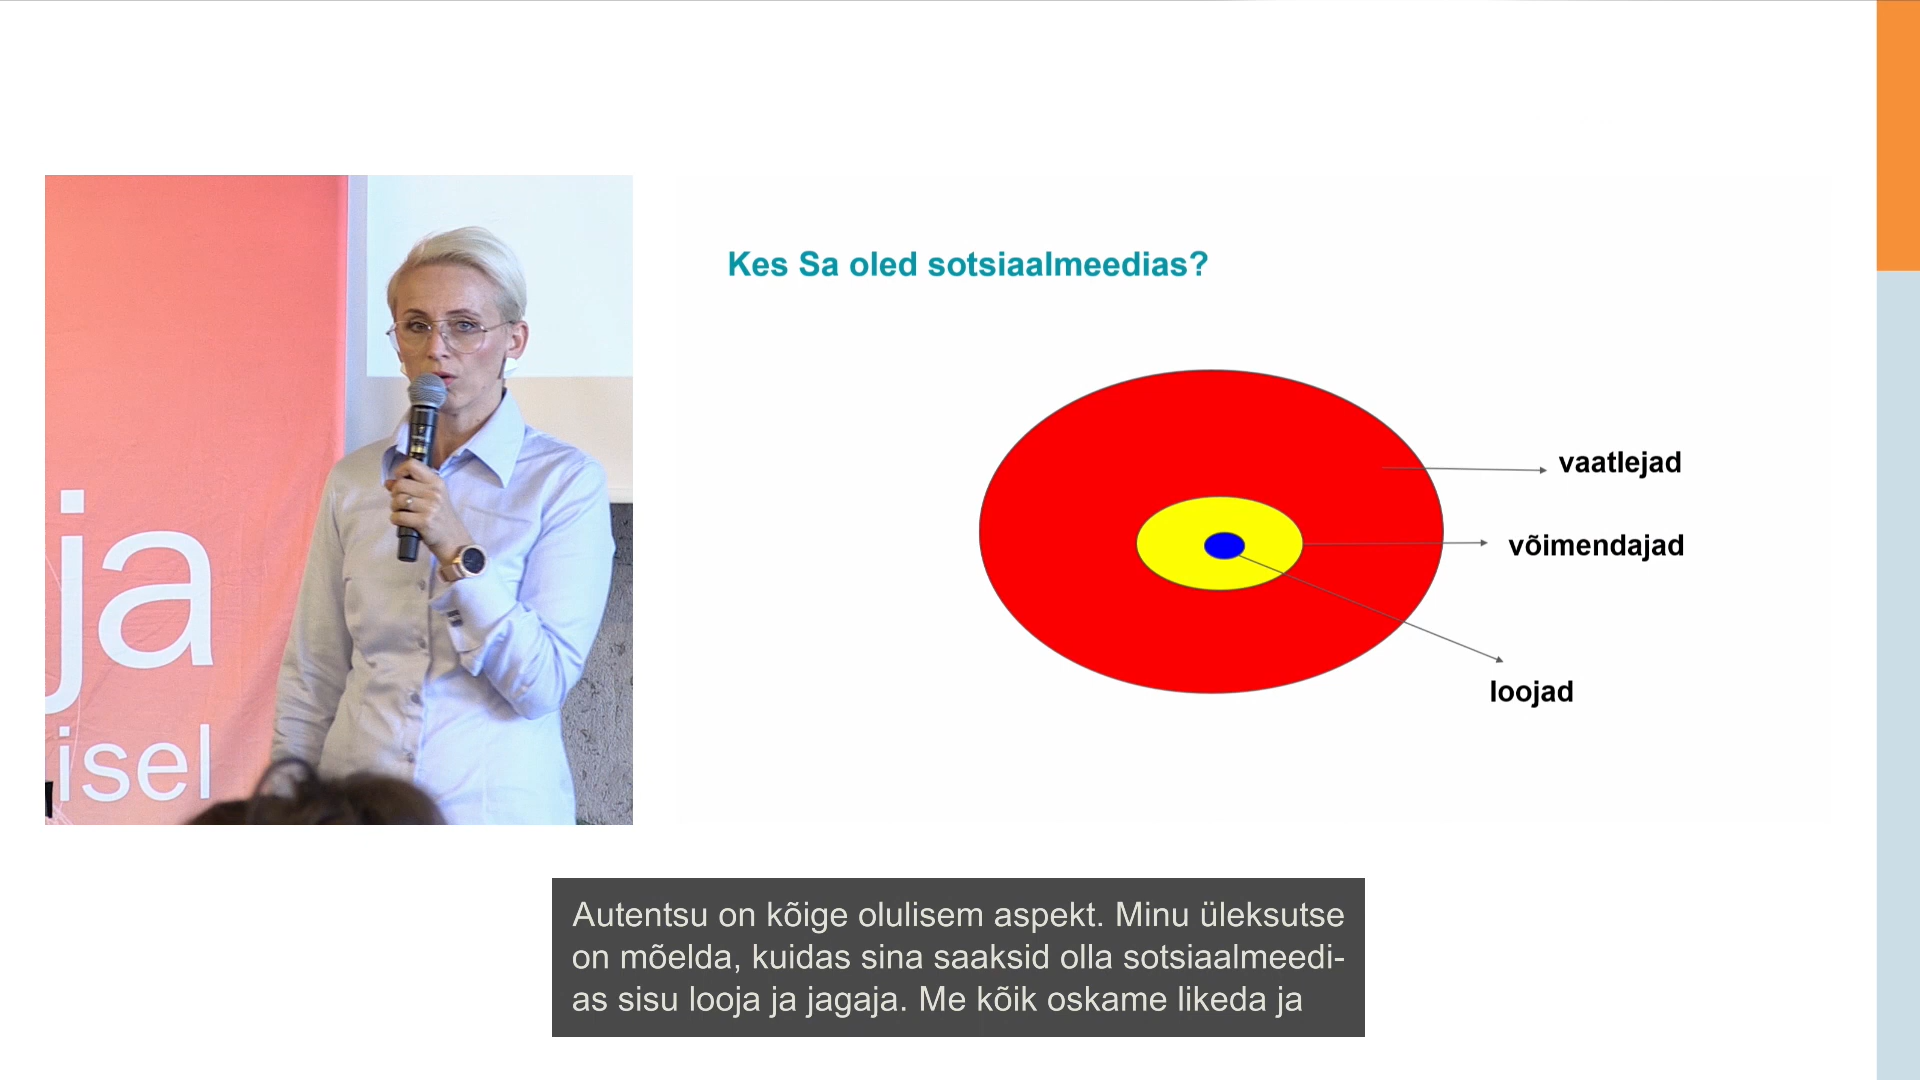 ja
isel
Kes Sa oled sotsiaalmeedias?
vaatlejad
võimendajad
loojad
Autentsu on kõige olulisem aspekt. Minu üleksutse
on mõelda, kuidas sina saaksid olla sotsiaalmeedi-
as sisu looja ja jagaja. Me kõik oskame likeda ja